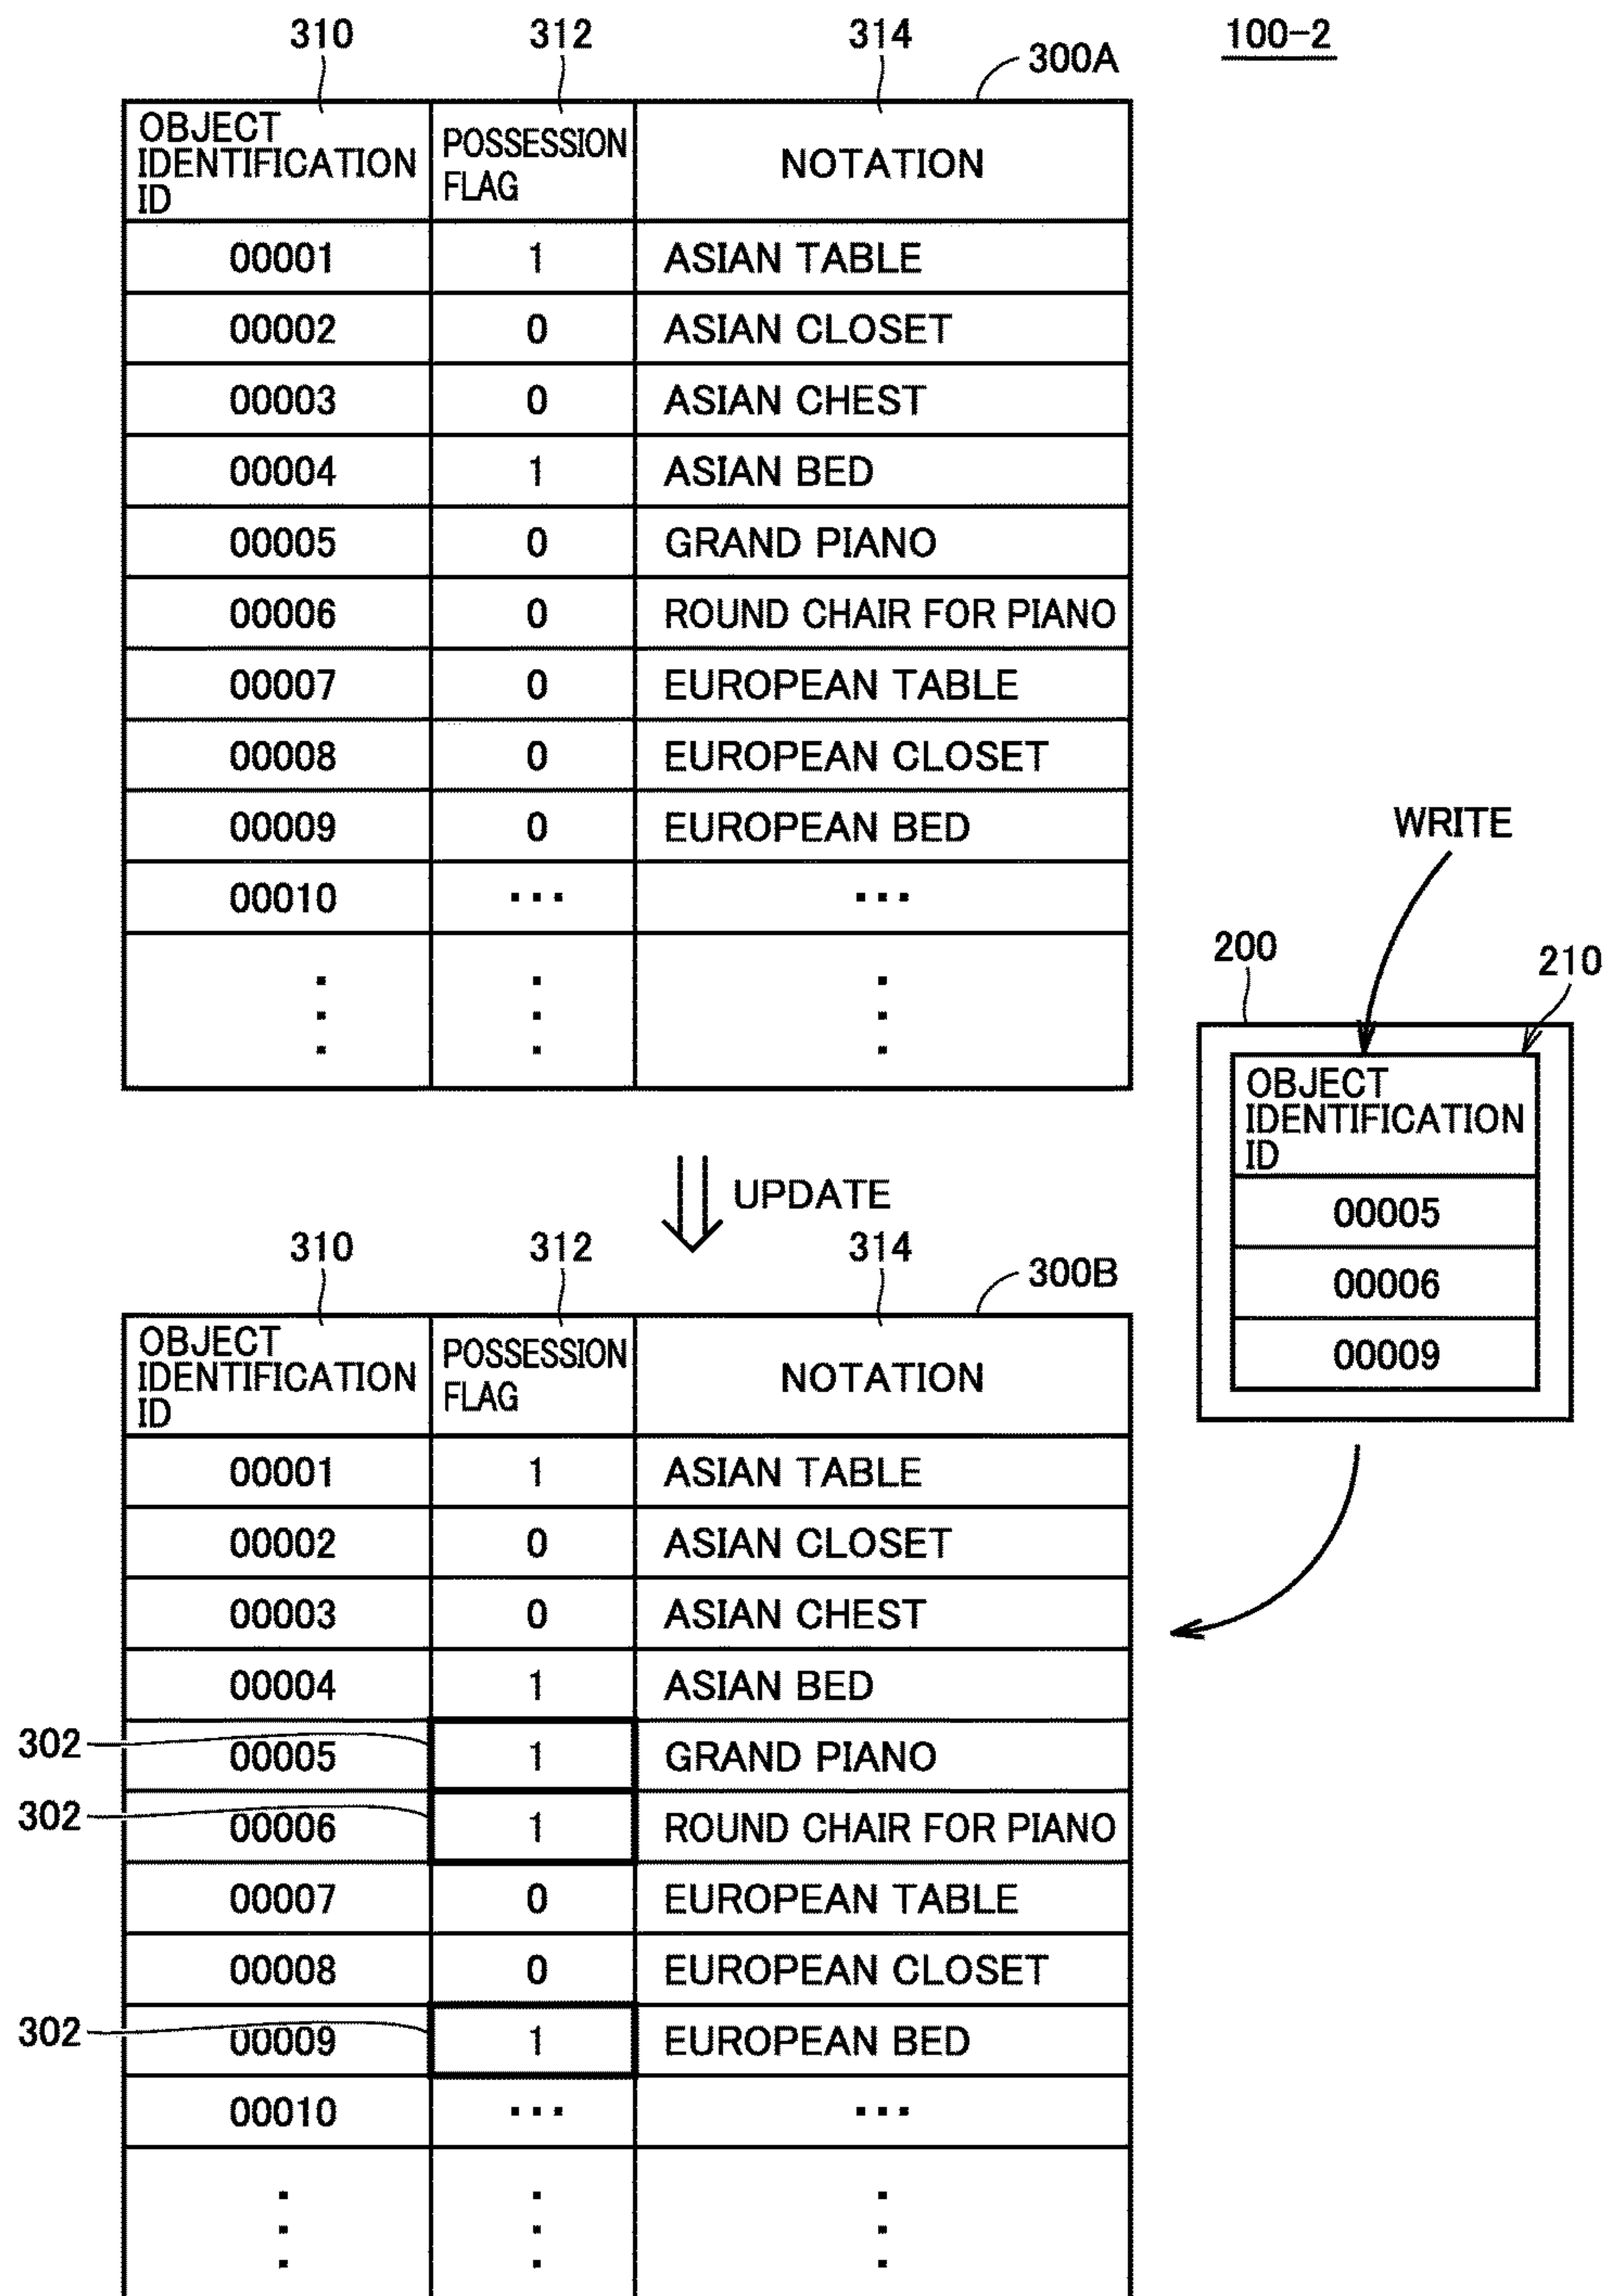 310 312 314 300A 100-2
OBJECT IDENTIFICATION ID POSSESSION FLAG NOTATION
00001 1 ASIAN TABLE
00002 0 ASIAN CLOSET
00003 0 ASIAN CHEST
00004 1 ASIAN BED
00005 0 GRAND PIANO
00006 0 ROUND CHAIR FOR PIANO
00007 0 EUROPEAN TABLE
00008 0 EUROPEAN CLOSET
00009 0 EUROPEAN BED
00010 ... ...
WRITE
200 210
OBJECT
IDENTIFICATION
ID
00005
00006
00009
UPDATE
310 312 314 300B
OBJECT IDENTIFICATION ID POSSESSION FLAG NOTATION
00001 1 ASIAN TABLE
00002 0 ASIAN CLOSET
00003 0 ASIAN CHEST
00004 1 ASIAN BED
302 00005 1 GRAND PIANO
302 00006 1 ROUND CHAIR FOR PIANO
00007 0 EUROPEAN TABLE
00008 0 EUROPEAN CLOSET
302 00009 1 EUROPEAN BED
00010 ... ...